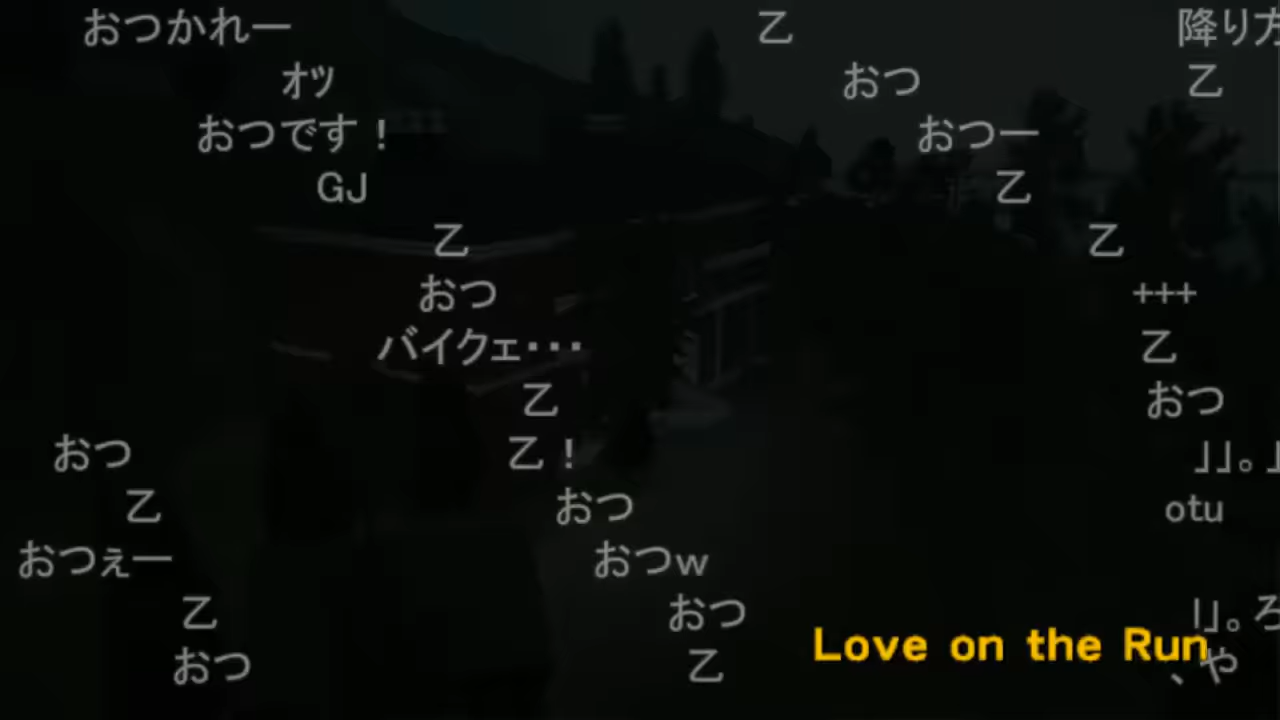 おつかれー
乙
降り方
ｵﾂ
おつ
乙
おつです！
おつー
GJ
乙
乙
乙
おつ
+++
バイクェ･･･
乙
乙
おつ
おつ
乙！
乙
おつ
otu
おつぇー
おつw
乙
おつ
おつ
乙
Love on the Run